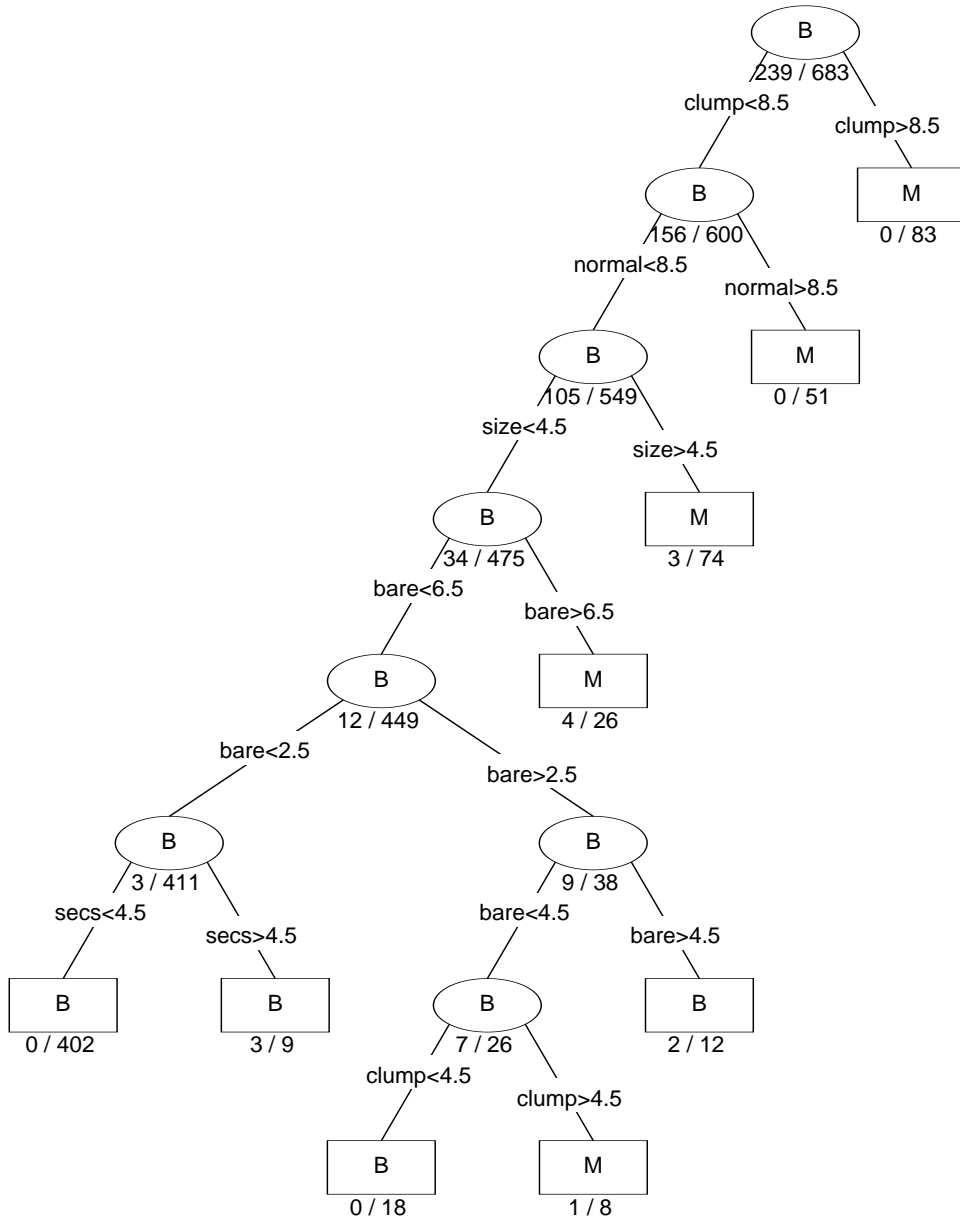 B
239 / 683
clump<8.5
clump>8.5
B
156 / 600
M
0 / 83
normal<8.5
normal>8.5
B
105 / 549
M
0 / 51
size<4.5
size>4.5
B
34 / 475
M
3 / 74
bare<6.5
bare>6.5
B
12 / 449
M
4 / 26
bare<2.5
bare>2.5
B
3 / 411
B
9 / 38
secs<4.5
secs>4.5
bare<4.5
bare>4.5
B
0 / 402
B
3 / 9
B
7 / 26
B
2 / 12
clump<4.5
clump>4.5
B
0 / 18
M
1 / 8